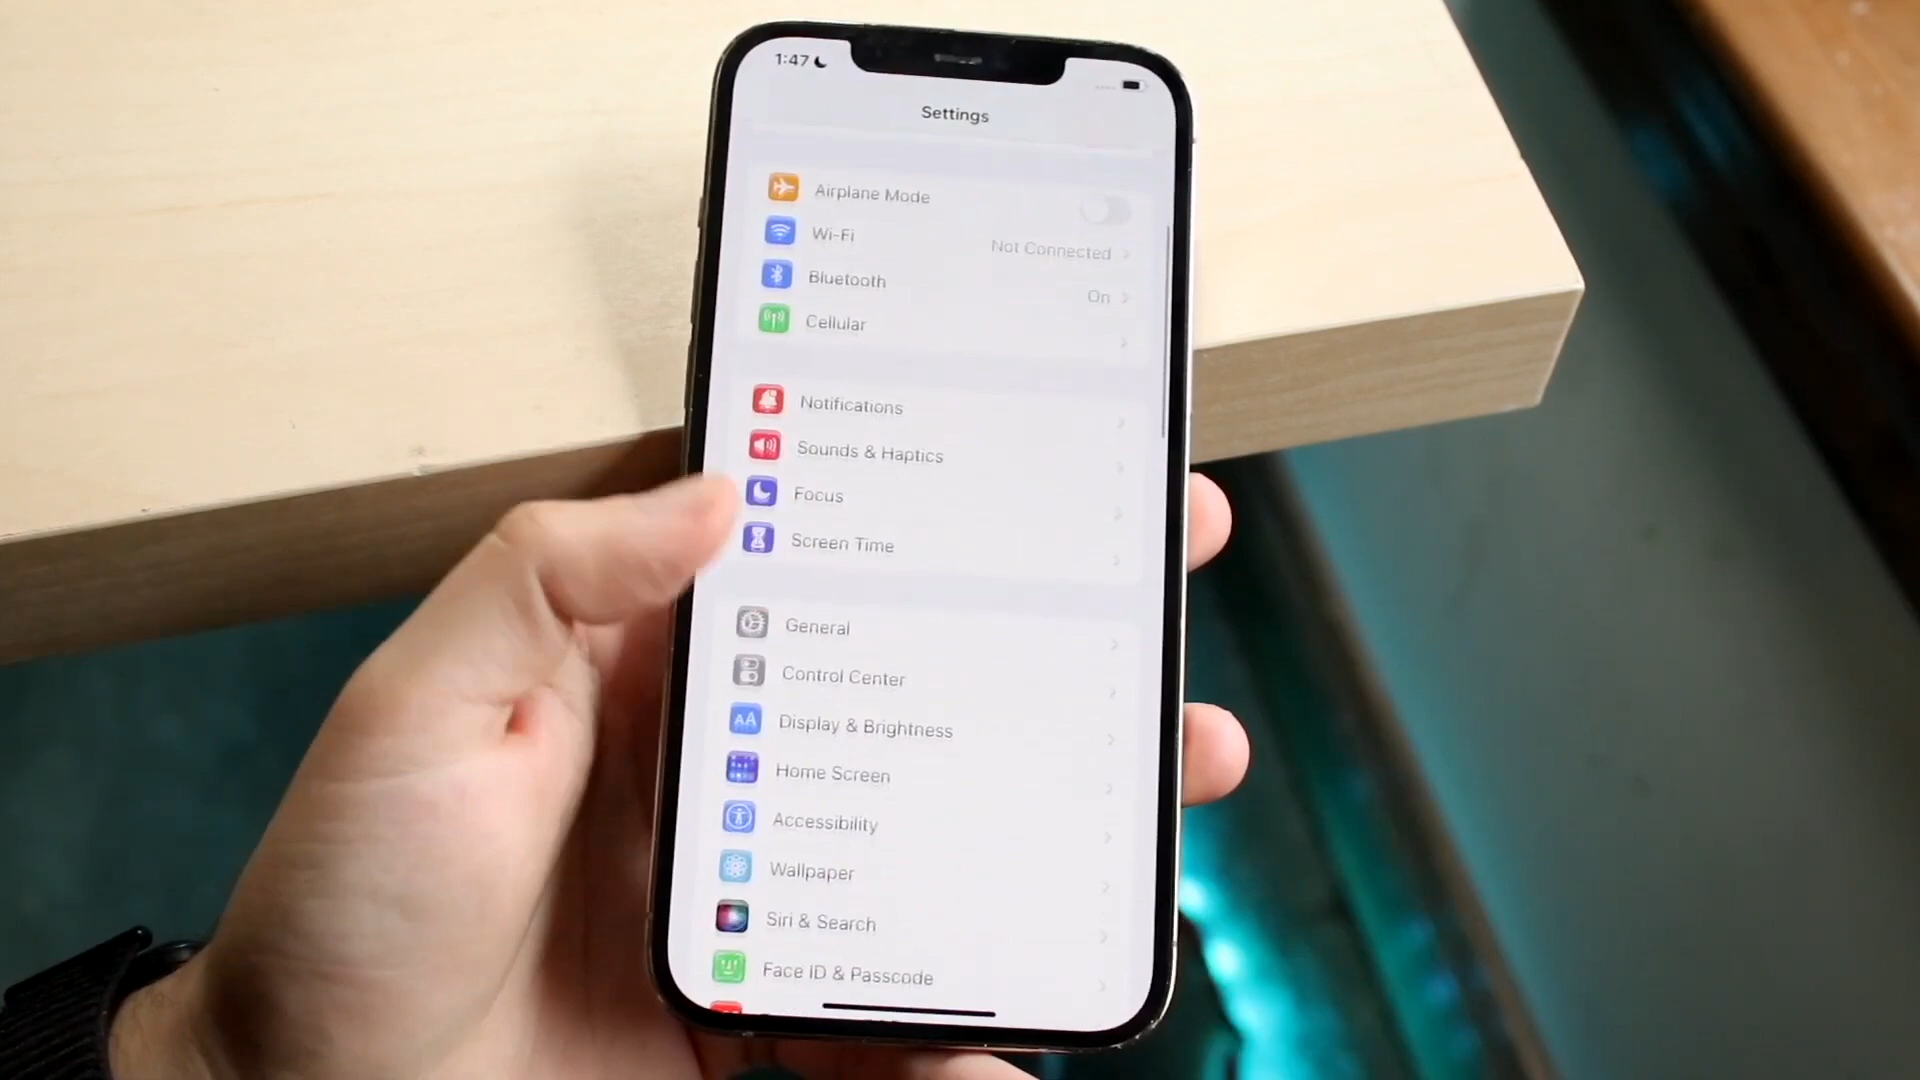 1:47
Settings
Airplane Mode
Wi-Fi Not Connected
Bluetooth On
Cellular
Notifications
Sounds & Haptics
Focus
Screen Time
General
Control Center
AA Display & Brightness
Home Screen
Accessibility
Wallpaper
Siri & Search
Face ID & Passcode